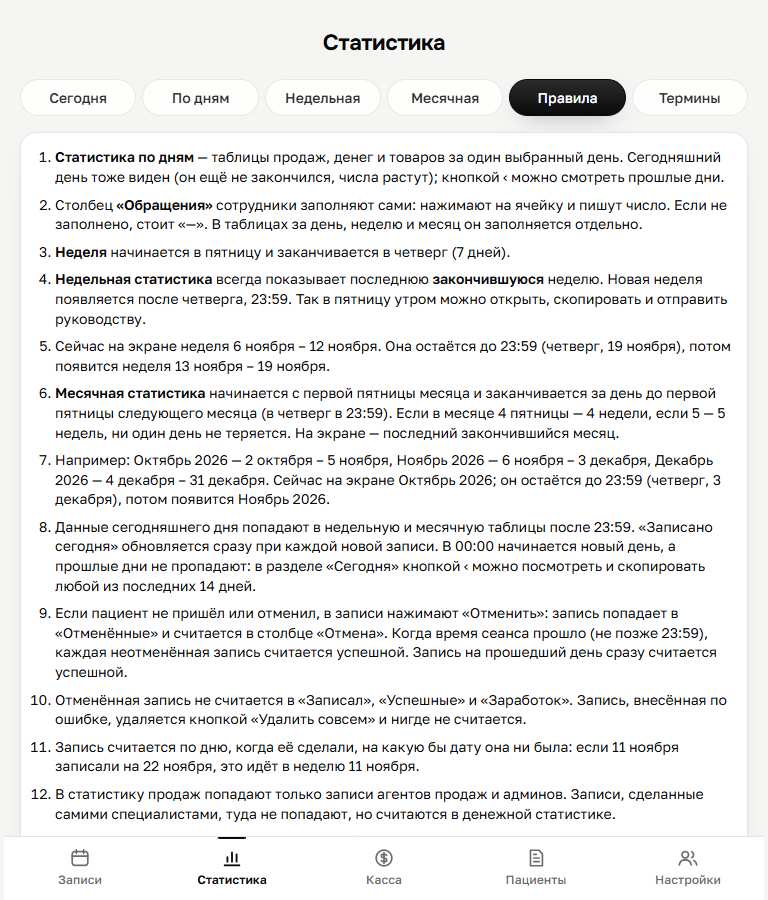 Статистика
Сегодня
По дням
Недельная
Месячная
Правила
Термины
1. Статистика по дням — таблицы продаж, денег и товаров за один выбранный день. Сегодняшний
день тоже виден (он ещё не закончился, числа растут); кнопкой ‹ можно смотреть прошлые дни.
2. Столбец «Обращения» сотрудники заполняют сами: нажимают на ячейку и пишут число. Если не
заполнено, стоит «—». В таблицах за день, неделю и месяц он заполняется отдельно.
3. Неделя начинается в пятницу и заканчивается в четверг (7 дней).
4. Недельная статистика всегда показывает последнюю закончившуюся неделю. Новая неделя
появляется после четверга, 23:59. Так в пятницу утром можно открыть, скопировать и отправить
руководству.
5. Сейчас на экране неделя 6 ноября – 12 ноября. Она остаётся до 23:59 (четверг, 19 ноября), потом
появится неделя 13 ноября – 19 ноября.
6. Месячная статистика начинается с первой пятницы месяца и заканчивается за день до первой
пятницы следующего месяца (в четверг в 23:59). Если в месяце 4 пятницы — 4 недели, если 5 — 5
недель, ни один день не теряется. На экране — последний закончившийся месяц.
7. Например: Октябрь 2026 — 2 октября – 5 ноября, Ноябрь 2026 — 6 ноября – 3 декабря, Декабрь
2026 — 4 декабря – 31 декабря. Сейчас на экране Октябрь 2026; он остаётся до 23:59 (четверг, 3
декабря), потом появится Ноябрь 2026.
8. Данные сегодняшнего дня попадают в недельную и месячную таблицы после 23:59. «Записано
сегодня» обновляется сразу при каждой новой записи. В 00:00 начинается новый день, а
прошлые дни не пропадают: в разделе «Сегодня» кнопкой ‹ можно посмотреть и скопировать
любой из последних 14 дней.
9. Если пациент не пришёл или отменил, в записи нажимают «Отменить»: запись попадает в
«Отменённые» и считается в столбце «Отмена». Когда время сеанса прошло (не позже 23:59),
каждая неотменённая запись считается успешной. Запись на прошедший день сразу считается
успешной.
10. Отменённая запись не считается в «Записал», «Успешные» и «Заработок». Запись, внесённая по
ошибке, удаляется кнопкой «Удалить совсем» и нигде не считается.
11. Запись считается по дню, когда её сделали, на какую бы дату она ни была: если 11 ноября
записали на 22 ноября, это идёт в неделю 11 ноября.
12. В статистику продаж попадают только записи агентов продаж и админов. Записи, сделанные
самими специалистами, туда не попадают, но считаются в денежной статистике.
Записи
Статистика
Касса
Пациенты
Настройки